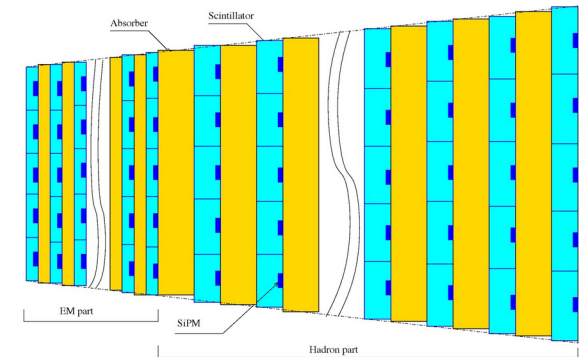 Scintillator
Absorber
EM part
SiPM
Hadron part